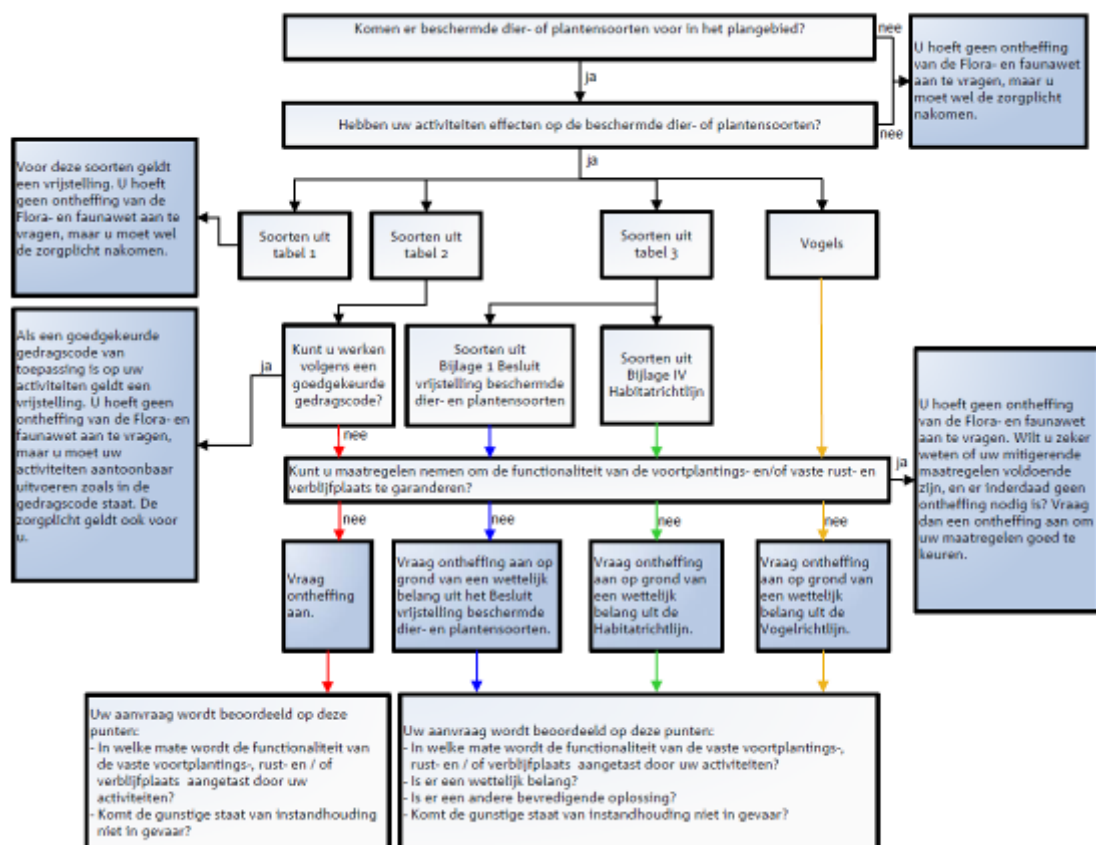 Komen er beschermde dier- of plantensoorten voor in het plangebied?
nee
U hoeft geen ontheffing
van de Flora- en faunawet
aan te vragen, maar u
moet wel de zorgplicht
nakomen.
ja
Hebben uw activiteiten effecten op de beschermde dier- of plantensoorten?
nee
ja
Voor deze soorten geldt
een vrijstelling. U hoeft
geen ontheffing van de
Flora- en faunawet aan te
vragen, maar u moet wel
de zorgplicht nakomen.
Soorten uit
tabel 1
Soorten uit
tabel 2
Soorten uit
tabel 3
Vogels
Als een goedgekeurde
gedragscode van
toepassing is op uw
activiteiten geldt een
vrijstelling. U hoeft geen
ontheffing van de Flora- en
faunawet aan te vragen,
maar u moet uw
activiteiten aantoonbaar
uitvoeren zoals in de
gedragscode staat. De
zorgplicht geldt ook voor
u.
ja
Kunt u werken
volgens een
goedgekeurde
gedragscode?
Soorten uit
Bijlage 1 Besluit
vrijstelling beschermde
dier- en plantensoorten
Soorten uit
Bijlage IV
Habitatrichtlijn
nee
Kunt u maatregelen nemen om de functionaliteit van de voortplantings- en/of vaste rust- en
verblijfplaats te garanderen?
ja
U hoeft geen ontheffing
van de Flora- en faunawet
aan te vragen. Wilt u zeker
weten of uw mitigerende
maatregelen voldoende
zijn, en er inderdaad geen
ontheffing nodig is? Vraag
dan een ontheffing aan om
uw maatregelen goed te
keuren.
nee
nee
nee
nee
Vraag
ontheffing
aan.
Vraag ontheffing aan op
grond van een wettelijk
belang uit het Besluit
vrijstelling beschermde
dier- en plantensoorten.
Vraag ontheffing
aan op grond van
een wettelijk
belang uit de
Habitatrichtlijn.
Vraag ontheffing
aan op grond van
een wettelijk
belang uit de
Vogelrichtlijn.
Uw aanvraag wordt beoordeeld op deze
punten:
- In welke mate wordt de functionaliteit van
de vaste voortplantings-, rust- en / of
verblijfplaats aangetast door uw
activiteiten?
- Komt de gunstige staat van instandhouding
niet in gevaar?
Uw aanvraag wordt beoordeeld op deze punten:
- In welke mate wordt de functionaliteit van de vaste voortplantings-,
rust- en / of verblijfplaats aangetast door uw activiteiten?
- Is er een wettelijk belang?
- Is er een andere bevredigende oplossing?
- Komt de gunstige staat van instandhouding niet in gevaar?